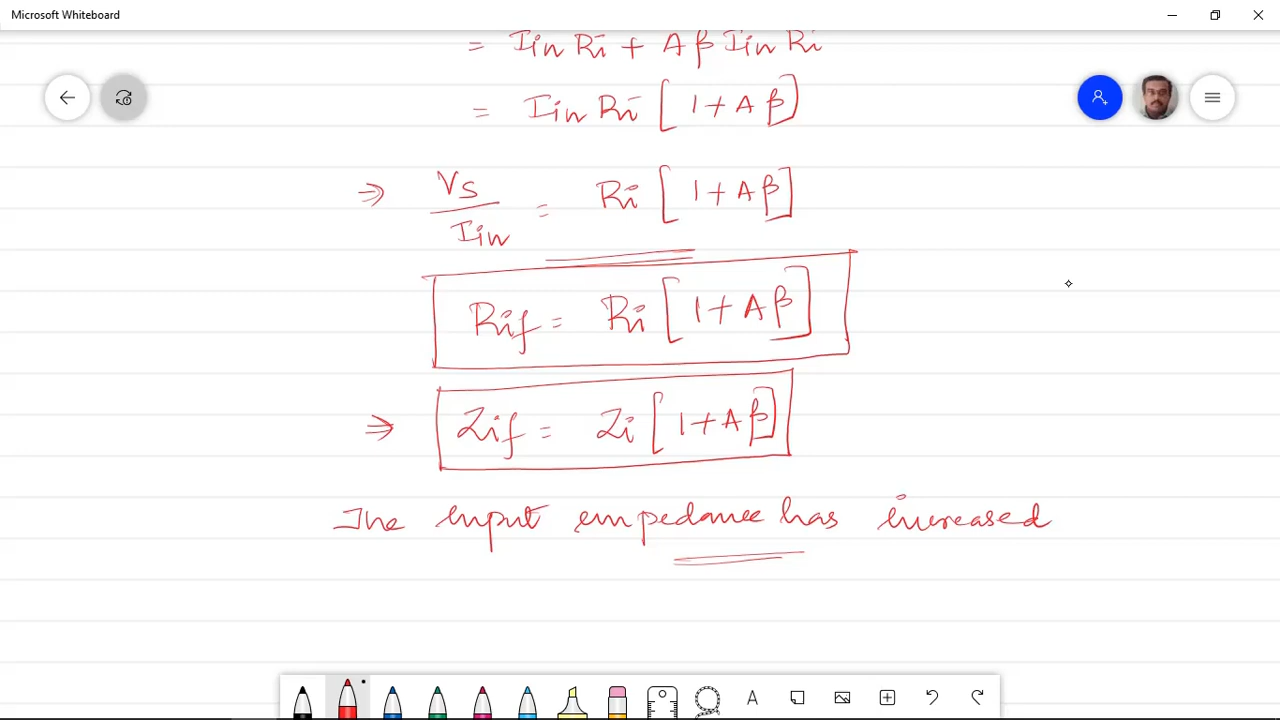 Microsoft Whiteboard
= Iin Ri + Aβ Iin Ri
= Iin Ri [1 + Aβ]
⇒ Vs / Iin = Ri [1 + Aβ]
Rif = Ri [1 + Aβ]
⇒ Zif = Zi [1 + Aβ]
The input impedance has increased
A